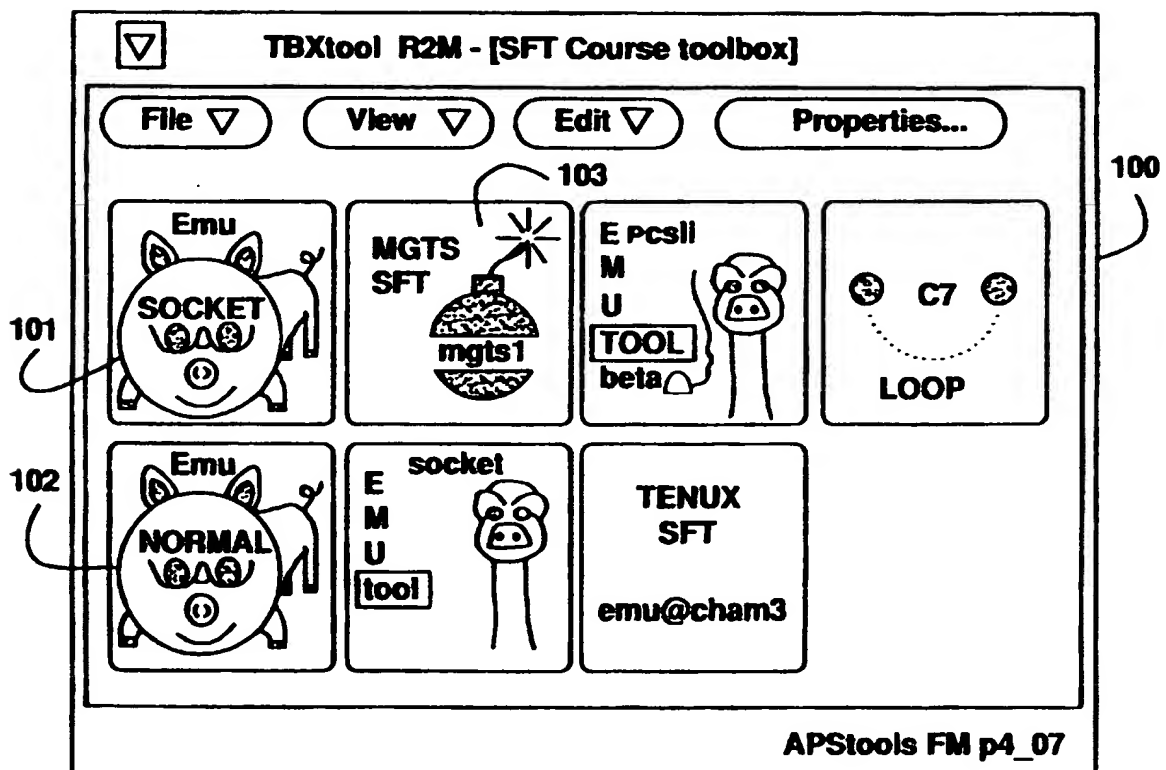 TBXtool R2M - [SFT Course toolbox]
File View Edit Properties...
100
103
101
102
Emu
SOCKET
MGTS
SFT
mgts1
E pcsli
M
U
TOOL
beta
C7
LOOP
Emu
NORMAL
socket
E
M
U
tool
TENUX
SFT
emu@cham3
APStools FM p4_07